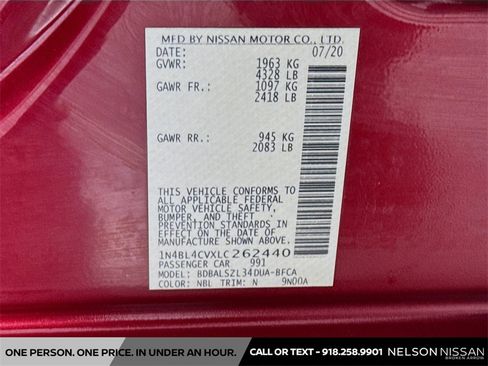 MFD BY NISSAN MOTOR CO., LTD.
DATE: 07/20
GVWR: 1963 KG
4328 LB
GAWR FR.: 1097 KG
2418 LB
GAWR RR.: 945 KG
2083 LB
THIS VEHICLE CONFORMS TO
ALL APPLICABLE FEDERAL
MOTOR VEHICLE SAFETY,
BUMPER, AND THEFT
PREVENTION STANDARDS IN
EFFECT ON THE DATE OF
MANUFACTURE SHOWN ABOVE.
1N4BL4CVXLC262440
PASSENGER CAR 991
MODEL: BDBALSZL34DUA-BFCA
COLOR: NBL TRIM: N 9N00A
ONE PERSON. ONE PRICE. IN UNDER AN HOUR.
CALL OR TEXT - 918.258.9901
NELSON NISSAN
BROKEN ARROW